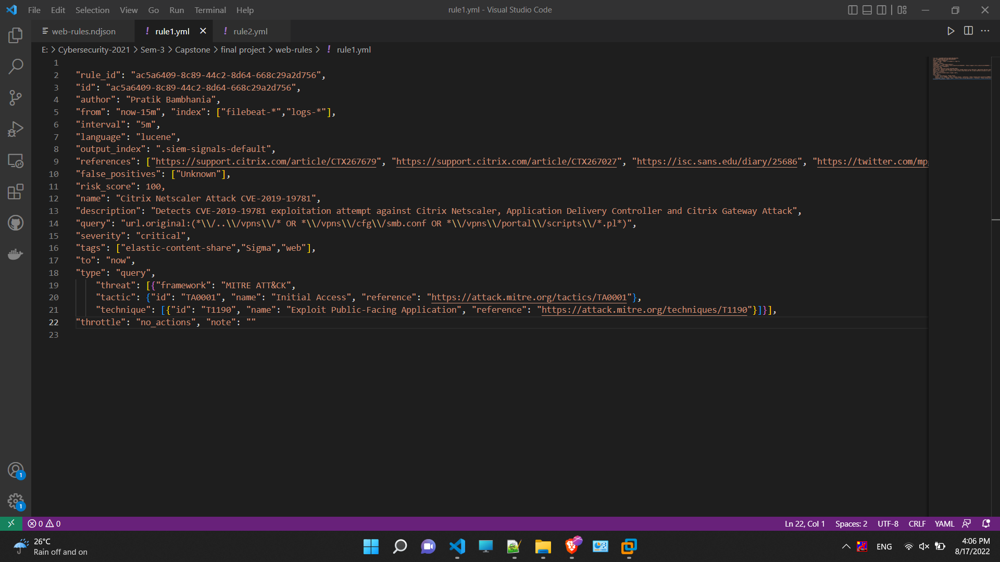 File Edit Selection View Go Run Terminal Help
rule1.yml - Visual Studio Code
web-rules.ndjson
! rule1.yml
! rule2.yml
E: > Cybersecurity-2021 > Sem-3 > Capstone > final project > web-rules > ! rule1.yml
1
2 "rule_id": "ac5a6409-8c89-44c2-8d64-668c29a2d756",
3 "id": "ac5a6409-8c89-44c2-8d64-668c29a2d756",
4 "author": "Pratik Bambhania",
5 "from": "now-15m", "index": ["filebeat-*","logs-*"],
6 "interval": "5m",
7 "language": "lucene",
8 "output_index": ".siem-signals-default",
9 "references": ["https://support.citrix.com/article/CTX267679", "https://support.citrix.com/article/CTX267027", "https://isc.sans.edu/diary/25686", "https://twitter.com/mpg
10 "false_positives": ["Unknown"],
11 "risk_score": 100,
12 "name": "Citrix Netscaler Attack CVE-2019-19781",
13 "description": "Detects CVE-2019-19781 exploitation attempt against Citrix Netscaler, Application Delivery Controller and Citrix Gateway Attack",
14 "query": "url.original:(*\\/..\\/vpns\\/* OR *\\/vpns\\/cfg\\/smb.conf OR *\\/vpns\\/portal\\/scripts\\/*.pl*)",
15 "severity": "critical",
16 "tags": ["elastic-content-share","Sigma","web"],
17 "to": "now",
18 "type": "query",
19 "threat": [{"framework": "MITRE ATT&CK",
20 "tactic": {"id": "TA0001", "name": "Initial Access", "reference": "https://attack.mitre.org/tactics/TA0001"},
21 "technique": [{"id": "T1190", "name": "Exploit Public-Facing Application", "reference": "https://attack.mitre.org/techniques/T1190"}]}],
22 "throttle": "no_actions", "note": ""
23
1
1
0 0
Ln 22, Col 1 Spaces: 2 UTF-8 CRLF YAML
26°C
Rain off and on
ENG
4:06 PM
8/17/2022